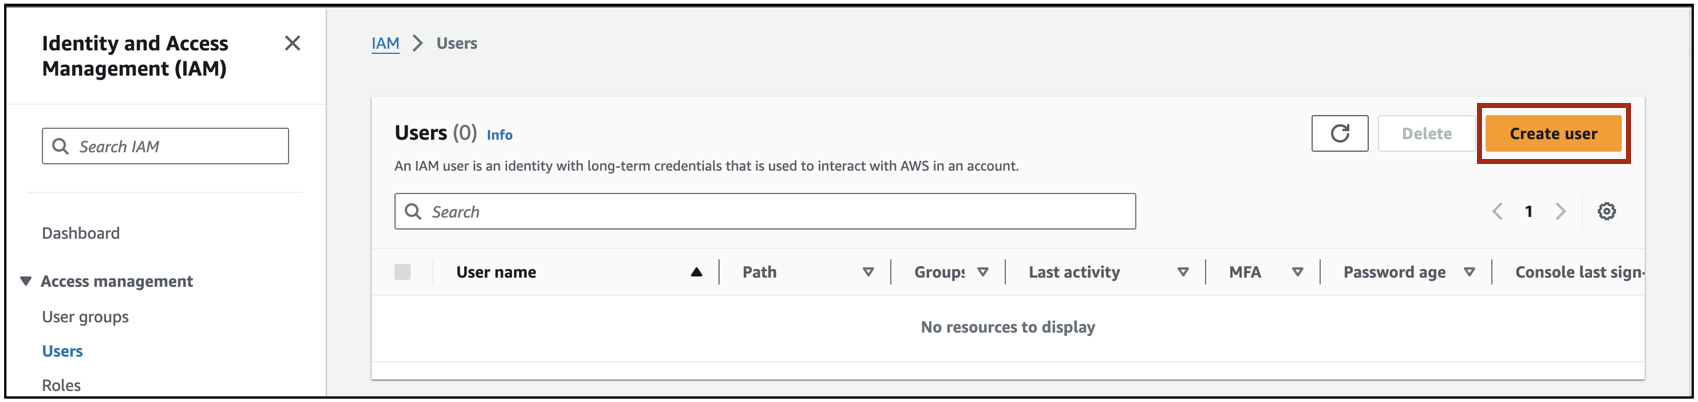 Identity and Access
Management (IAM)
Search IAM
Dashboard
Access management
User groups
Users
Roles
IAM > Users
Users (0) Info
Delete
Create user
An IAM user is an identity with long-term credentials that is used to interact with AWS in an account.
Search
1
User name Path Groups Last activity MFA Password age Console last sign-
No resources to display